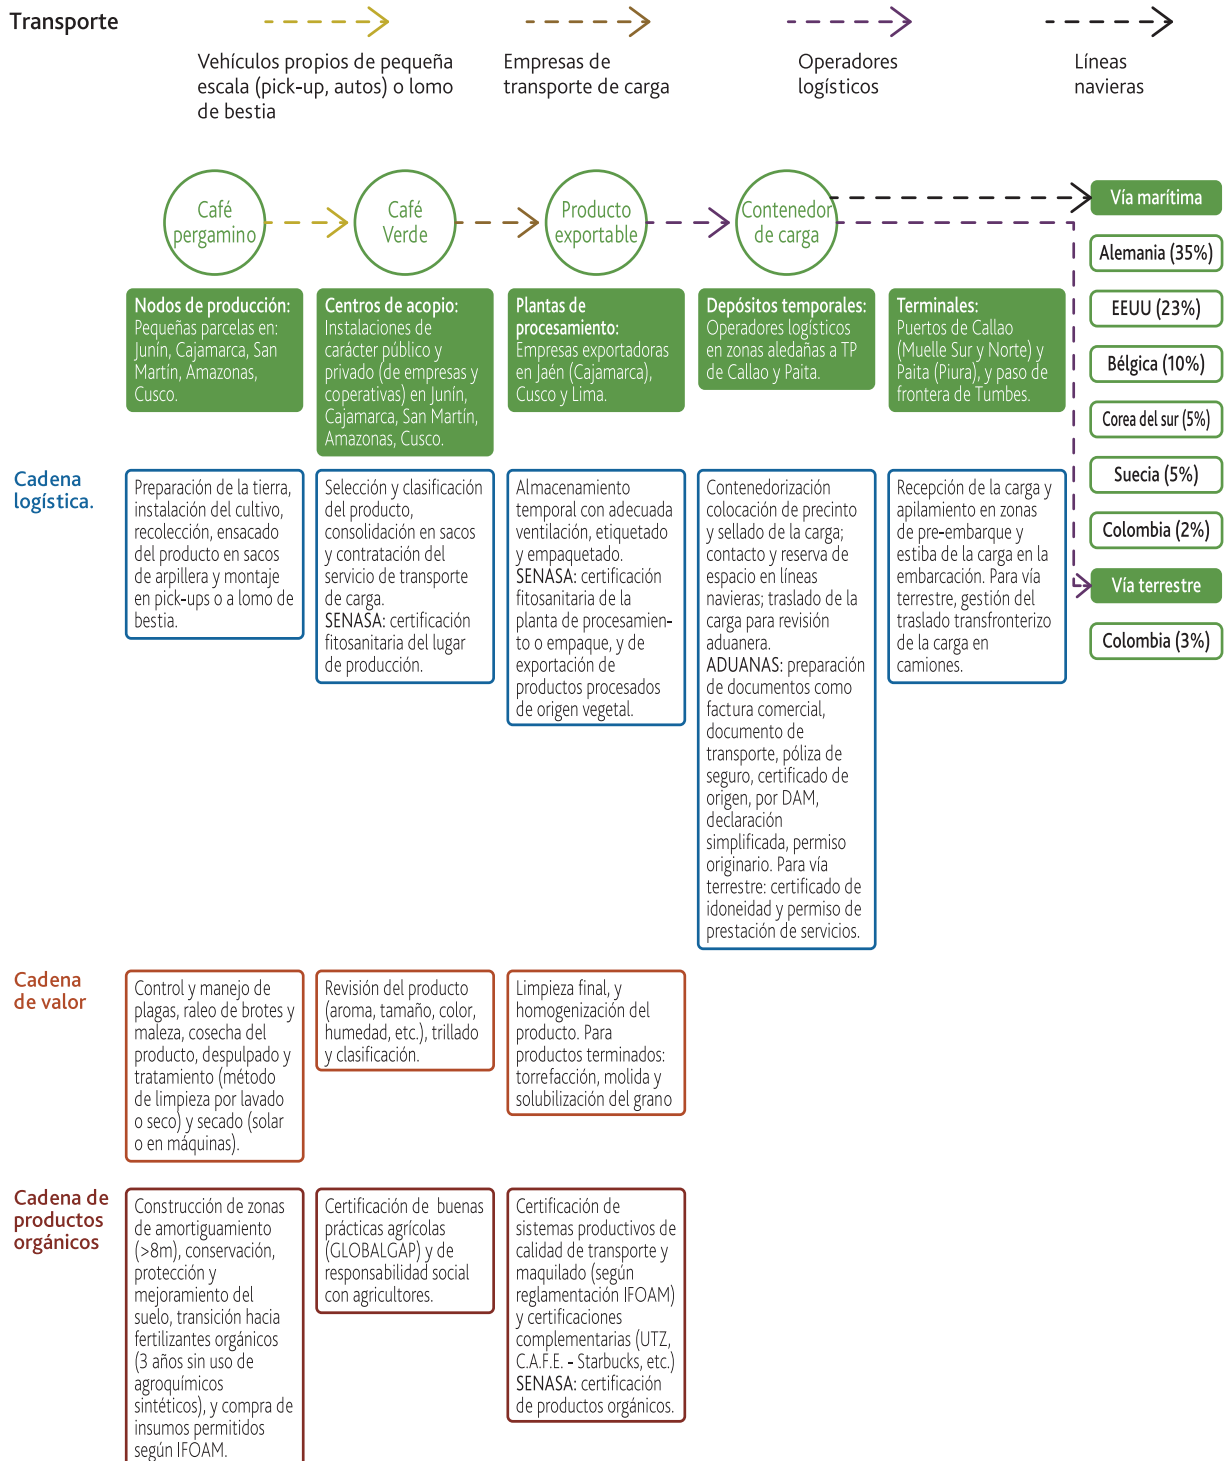 Transporte
Vehículos propios de pequeña
escala (pick-up, autos) o lomo
de bestia
Empresas de
transporte de carga
Operadores
logísticos
Líneas
navieras
Café
pergamino
Café
Verde
Producto
exportable
Contenedor
de carga
Vía marítima
Alemania (35%)
EEUU (23%)
Bélgica (10%)
Corea del sur (5%)
Suecia (5%)
Colombia (2%)
Vía terrestre
Colombia (3%)
Nodos de producción:
Pequeñas parcelas en:
Junín, Cajamarca, San
Martín, Amazonas,
Cusco.
Centros de acopio:
Instalaciones de
carácter público y
privado (de empresas y
coperativas) en Junín,
Cajamarca, San Martín,
Amazonas, Cusco.
Plantas de
procesamiento:
Empresas exportadoras
en Jaén (Cajamarca),
Cusco y Lima.
Depósitos temporales:
Operadores logísticos
en zonas aledañas a TP
de Callao y Paita.
Terminales:
Puertos de Callao
(Muelle Sur y Norte) y
Paita (Piura), y paso de
frontera de Tumbes.
Cadena
logística.
Preparación de la tierra,
instalación del cultivo,
recolección, ensacado
del producto en sacos
de arpillera y montaje
en pick-ups o a lomo de
bestia.
Selección y clasificación
del producto,
consolidación en sacos
y contratación del
servicio de transporte
de carga.
SENASA: certificación
fitosanitaria del lugar
de producción.
Almacenamiento
temporal con adecuada
ventilación, etiquetado
y empaquetado.
SENASA: certificación
fitosanitaria de la
planta de procesamien-
to o empaque, y de
exportación de
productos procesados
de origen vegetal.
Contenedorización
colocación de precinto
y sellado de la carga;
contacto y reserva de
espacio en líneas
navieras; traslado de la
carga para revisión
aduanera.
ADUANAS: preparación
de documentos como
factura comercial,
documento de
transporte, póliza de
seguro, certificado de
origen, por DAM,
declaración
simplificada, permiso
originario. Para vía
terrestre: certificado de
idoneidad y permiso de
prestación de servicios.
Recepción de la carga y
apilamiento en zonas
de pre-embarque y
estiba de la carga en la
embarcación. Para vía
terrestre, gestión del
traslado transfronterizo
de la carga en
camiones.
Cadena
de valor
Control y manejo de
plagas, raleo de brotes y
maleza, cosecha del
producto, despulpado y
tratamiento (método
de limpieza por lavado
o seco) y secado (solar
o en máquinas).
Revisión del producto
(aroma, tamaño, color,
humedad, etc.), trillado
y clasificación.
Limpieza final, y
homogenización del
producto. Para
productos terminados:
torrefacción, molida y
solubilización del grano
Cadena de
productos
orgánicos
Construcción de zonas
de amortiguamiento
(>8m), conservación,
protección y
mejoramiento del
suelo, transición hacia
fertilizantes orgánicos
(3 años sin uso de
agroquímicos
sintéticos), y compra de
insumos permitidos
según IFOAM.
Certificación de buenas
prácticas agrícolas
(GLOBALGAP) y de
responsabilidad social
con agricultores.
Certificación de
sistemas productivos de
calidad de transporte y
maquilado (según
reglamentación IFOAM)
y certificaciones
complementarias (UTZ,
C.A.F.E. - Starbucks, etc.)
SENASA: certificación
de productos orgánicos.